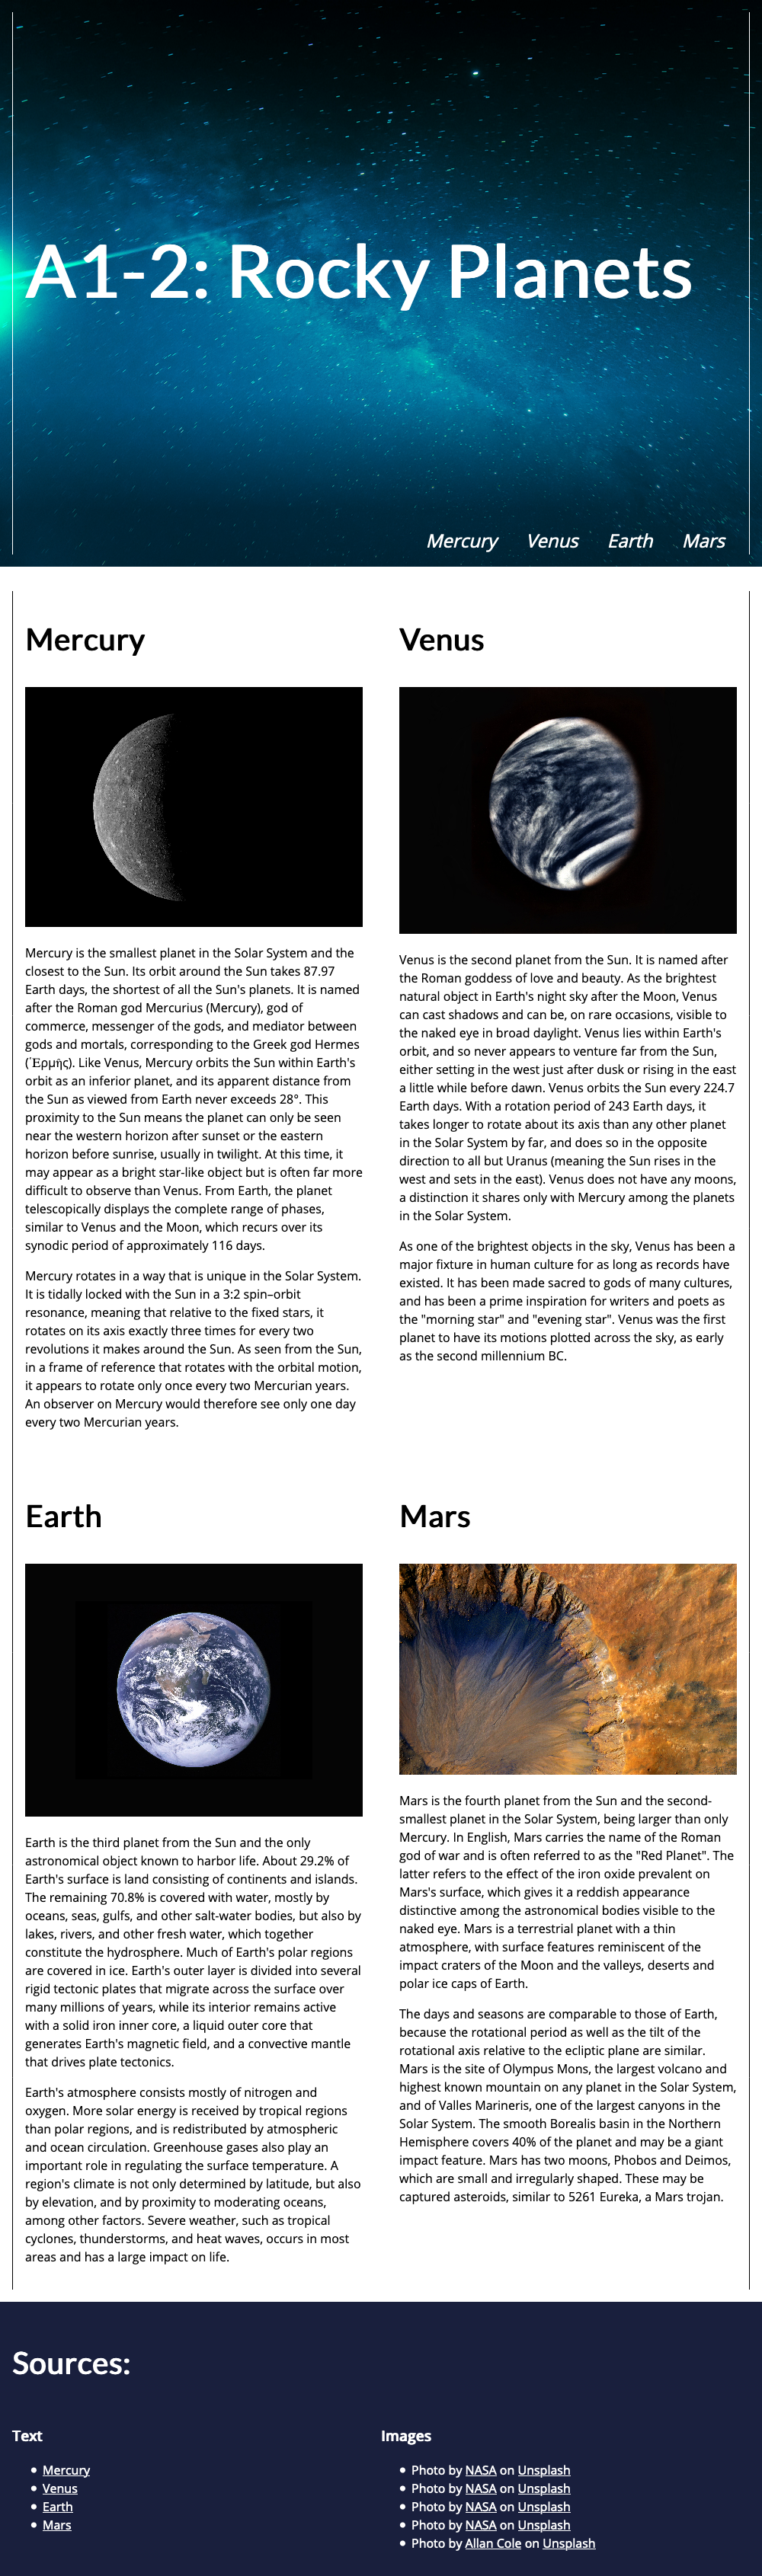 A1-2: Rocky Planets
Mercury Venus Earth Mars
Mercury
Mercury is the smallest planet in the Solar System and the
closest to the Sun. Its orbit around the Sun takes 87.97
Earth days, the shortest of all the Sun's planets. It is named
after the Roman god Mercurius (Mercury), god of
commerce, messenger of the gods, and mediator between
gods and mortals, corresponding to the Greek god Hermes
(Ἑρμῆς). Like Venus, Mercury orbits the Sun within Earth's
orbit as an inferior planet, and its apparent distance from
the Sun as viewed from Earth never exceeds 28°. This
proximity to the Sun means the planet can only be seen
near the western horizon after sunset or the eastern
horizon before sunrise, usually in twilight. At this time, it
may appear as a bright star-like object but is often far more
difficult to observe than Venus. From Earth, the planet
telescopically displays the complete range of phases,
similar to Venus and the Moon, which recurs over its
synodic period of approximately 116 days.
Mercury rotates in a way that is unique in the Solar System.
It is tidally locked with the Sun in a 3:2 spin–orbit
resonance, meaning that relative to the fixed stars, it
rotates on its axis exactly three times for every two
revolutions it makes around the Sun. As seen from the Sun,
in a frame of reference that rotates with the orbital motion,
it appears to rotate only once every two Mercurian years.
An observer on Mercury would therefore see only one day
every two Mercurian years.
Venus
Venus is the second planet from the Sun. It is named after
the Roman goddess of love and beauty. As the brightest
natural object in Earth's night sky after the Moon, Venus
can cast shadows and can be, on rare occasions, visible to
the naked eye in broad daylight. Venus lies within Earth's
orbit, and so never appears to venture far from the Sun,
either setting in the west just after dusk or rising in the east
a little while before dawn. Venus orbits the Sun every 224.7
Earth days. With a rotation period of 243 Earth days, it
takes longer to rotate about its axis than any other planet
in the Solar System by far, and does so in the opposite
direction to all but Uranus (meaning the Sun rises in the
west and sets in the east). Venus does not have any moons,
a distinction it shares only with Mercury among the planets
in the Solar System.
As one of the brightest objects in the sky, Venus has been a
major fixture in human culture for as long as records have
existed. It has been made sacred to gods of many cultures,
and has been a prime inspiration for writers and poets as
the "morning star" and "evening star". Venus was the first
planet to have its motions plotted across the sky, as early
as the second millennium BC.
Earth
Earth is the third planet from the Sun and the only
astronomical object known to harbor life. About 29.2% of
Earth's surface is land consisting of continents and islands.
The remaining 70.8% is covered with water, mostly by
oceans, seas, gulfs, and other salt-water bodies, but also by
lakes, rivers, and other fresh water, which together
constitute the hydrosphere. Much of Earth's polar regions
are covered in ice. Earth's outer layer is divided into several
rigid tectonic plates that migrate across the surface over
many millions of years, while its interior remains active
with a solid iron inner core, a liquid outer core that
generates Earth's magnetic field, and a convective mantle
that drives plate tectonics.
Earth's atmosphere consists mostly of nitrogen and
oxygen. More solar energy is received by tropical regions
than polar regions, and is redistributed by atmospheric
and ocean circulation. Greenhouse gases also play an
important role in regulating the surface temperature. A
region's climate is not only determined by latitude, but also
by elevation, and by proximity to moderating oceans,
among other factors. Severe weather, such as tropical
cyclones, thunderstorms, and heat waves, occurs in most
areas and has a large impact on life.
Mars
Mars is the fourth planet from the Sun and the second-
smallest planet in the Solar System, being larger than only
Mercury. In English, Mars carries the name of the Roman
god of war and is often referred to as the "Red Planet". The
latter refers to the effect of the iron oxide prevalent on
Mars's surface, which gives it a reddish appearance
distinctive among the astronomical bodies visible to the
naked eye. Mars is a terrestrial planet with a thin
atmosphere, with surface features reminiscent of the
impact craters of the Moon and the valleys, deserts and
polar ice caps of Earth.
The days and seasons are comparable to those of Earth,
because the rotational period as well as the tilt of the
rotational axis relative to the ecliptic plane are similar.
Mars is the site of Olympus Mons, the largest volcano and
highest known mountain on any planet in the Solar System,
and of Valles Marineris, one of the largest canyons in the
Solar System. The smooth Borealis basin in the Northern
Hemisphere covers 40% of the planet and may be a giant
impact feature. Mars has two moons, Phobos and Deimos,
which are small and irregularly shaped. These may be
captured asteroids, similar to 5261 Eureka, a Mars trojan.
Sources:
Text
• Mercury
• Venus
• Earth
• Mars
Images
• Photo by NASA on Unsplash
• Photo by NASA on Unsplash
• Photo by NASA on Unsplash
• Photo by NASA on Unsplash
• Photo by Allan Cole on Unsplash